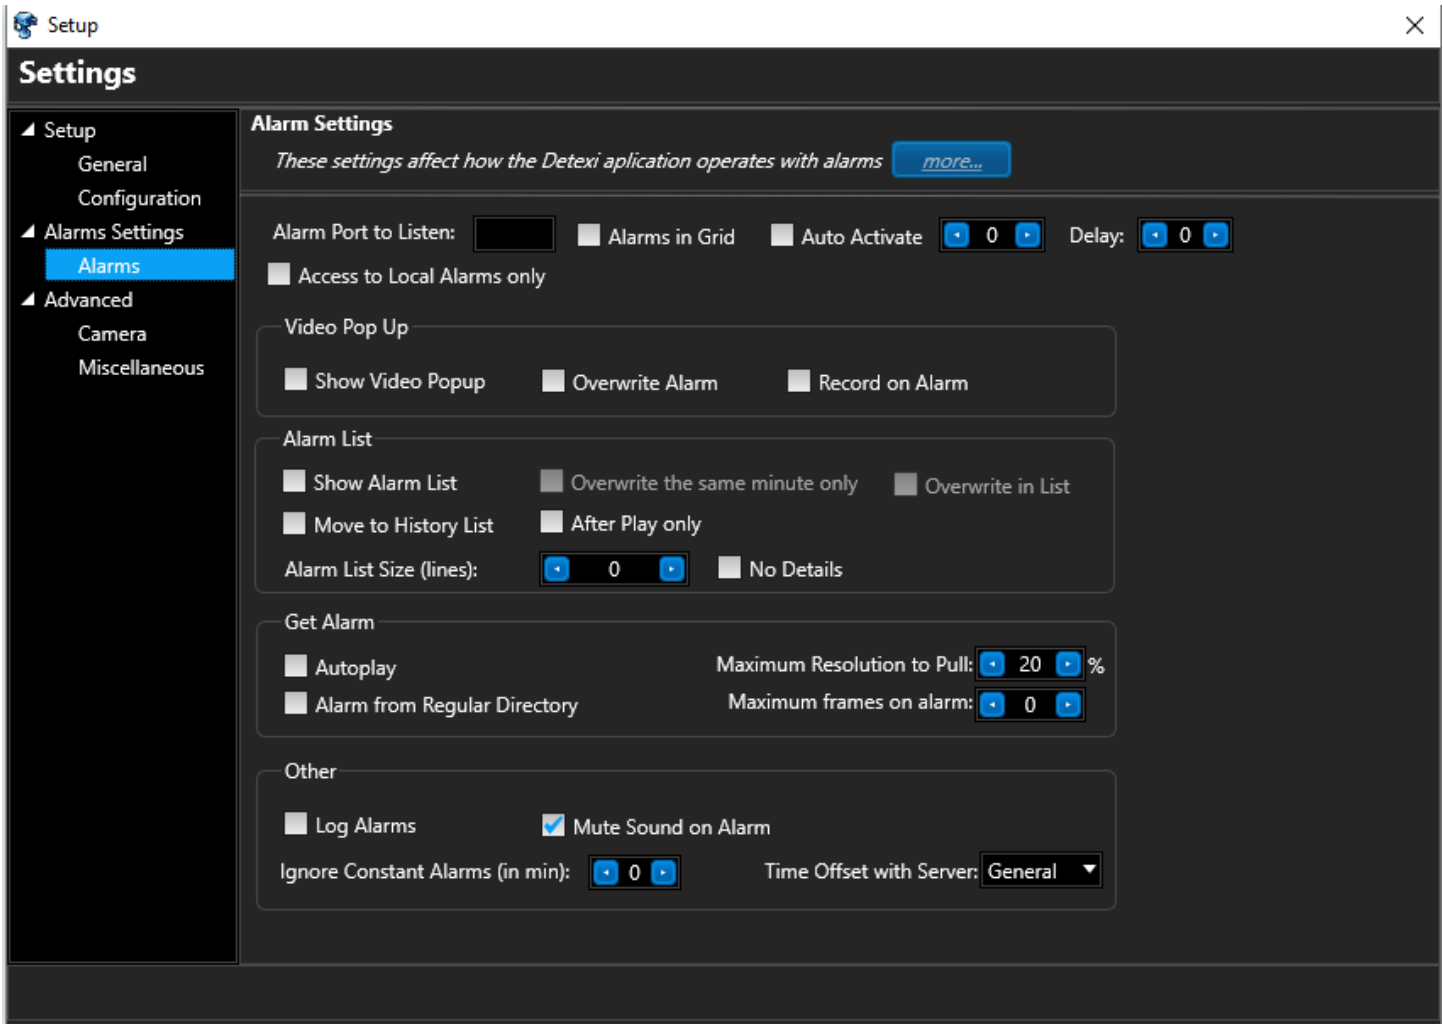 Setup
Settings
Setup
General
Configuration
Alarms Settings
Alarms
Advanced
Camera
Miscellaneous
Alarm Settings
These settings affect how the Detexi aplication operates with alarms more...
Alarm Port to Listen: Alarms in Grid Auto Activate 0 Delay: 0
Access to Local Alarms only
Video Pop Up
Show Video Popup Overwrite Alarm Record on Alarm
Alarm List
Show Alarm List Overwrite the same minute only Overwrite in List
Move to History List After Play only
Alarm List Size (lines): 0 No Details
Get Alarm
Autoplay Maximum Resolution to Pull: 20 %
Alarm from Regular Directory Maximum frames on alarm: 0
Other
Log Alarms Mute Sound on Alarm
Ignore Constant Alarms (in min): 0 Time Offset with Server: General